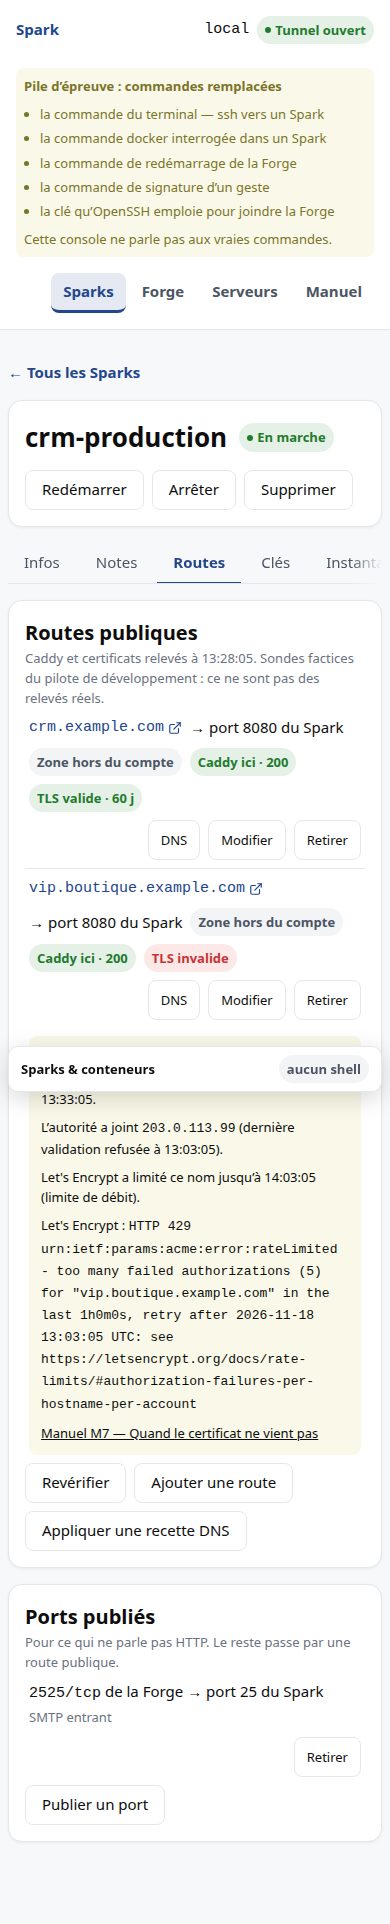 Spark
local
Tunnel ouvert
Pile d’épreuve : commandes remplacées
la commande de terminal — ssh vers un Spark
la commande docker interrogée dans un Spark
la commande de redémarrage de la Forge
la commande de signature d’un geste
la clé qu’OpenSSH emploie pour joindre la Forge
Cette console ne parle pas aux vraies commandes.
Sparks Forge Serveurs Manuel
← Tous les Sparks
crm-production
En marche
Redémarrer Arrêter Supprimer
Infos Notes Routes Clés Instanta
Routes publiques
Caddy et certificats relevés à 13:28:05. Sondes factices
du pilote de développement : ce ne sont pas des
relevés réels.
crm.example.com → port 8080 du Spark
Zone hors du compte Caddy ici · 200
TLS valide · 60 j
DNS Modifier Retirer
vip.boutique.example.com
→ port 8080 du Spark Zone hors du compte
Caddy ici · 200 TLS invalide
DNS Modifier Retirer
Sparks & conteneurs aucun shell
13:33:05.
L’autorité a joint 203.0.113.99 (dernière
validation refusée à 13:03:05).
Let's Encrypt a limité ce nom jusqu’à 14:03:05
(limite de débit).
Let's Encrypt : HTTP 429
urn:ietf:params:acme:error:rateLimited
- too many failed authorizations (5)
for "vip.boutique.example.com" in the
last 1h0m0s, retry after 2026-11-18
13:03:05 UTC: see
https://letsencrypt.org/docs/rate-
limits/#authorization-failures-per-
hostname-per-account
Manuel M7 — Quand le certificat ne vient pas
Revérifier Ajouter une route
Appliquer une recette DNS
Ports publiés
Pour ce qui ne parle pas HTTP. Le reste passe par une
route publique.
2525/tcp de la Forge → port 25 du Spark
SMTP entrant
Retirer
Publier un port